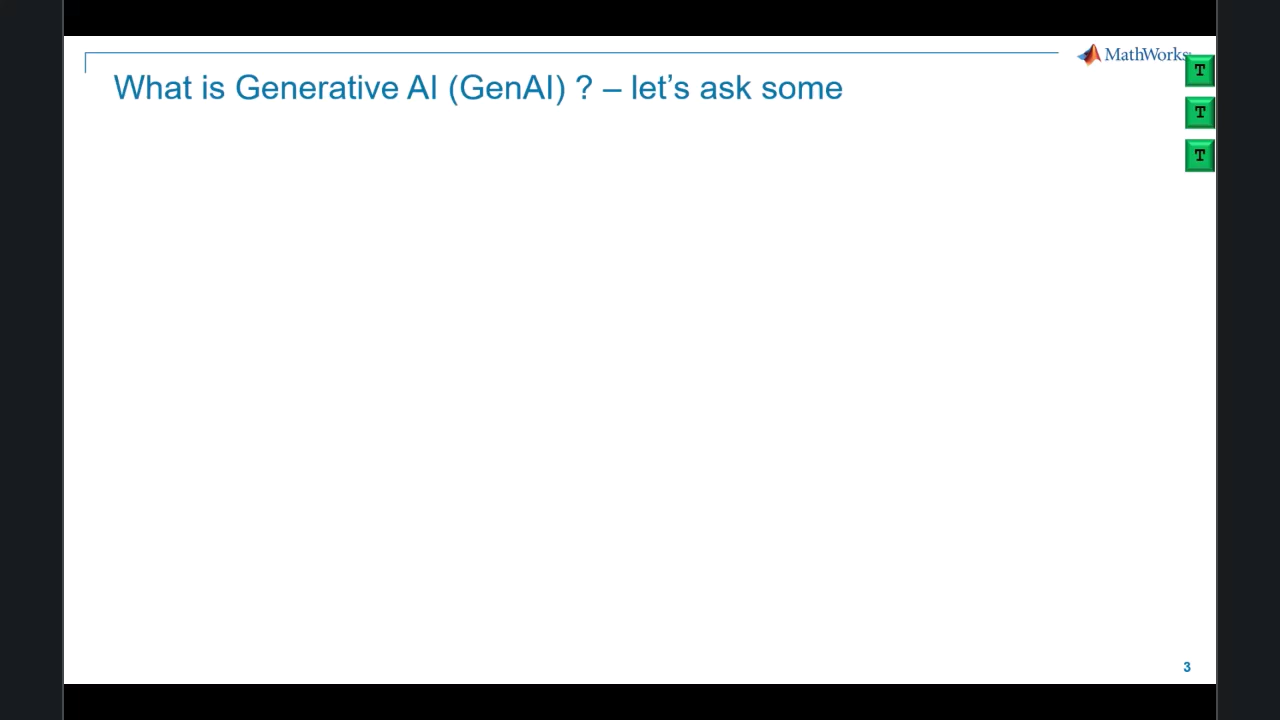 MathWorks
What is Generative AI (GenAI) ? – let's ask some
T
T
T
3